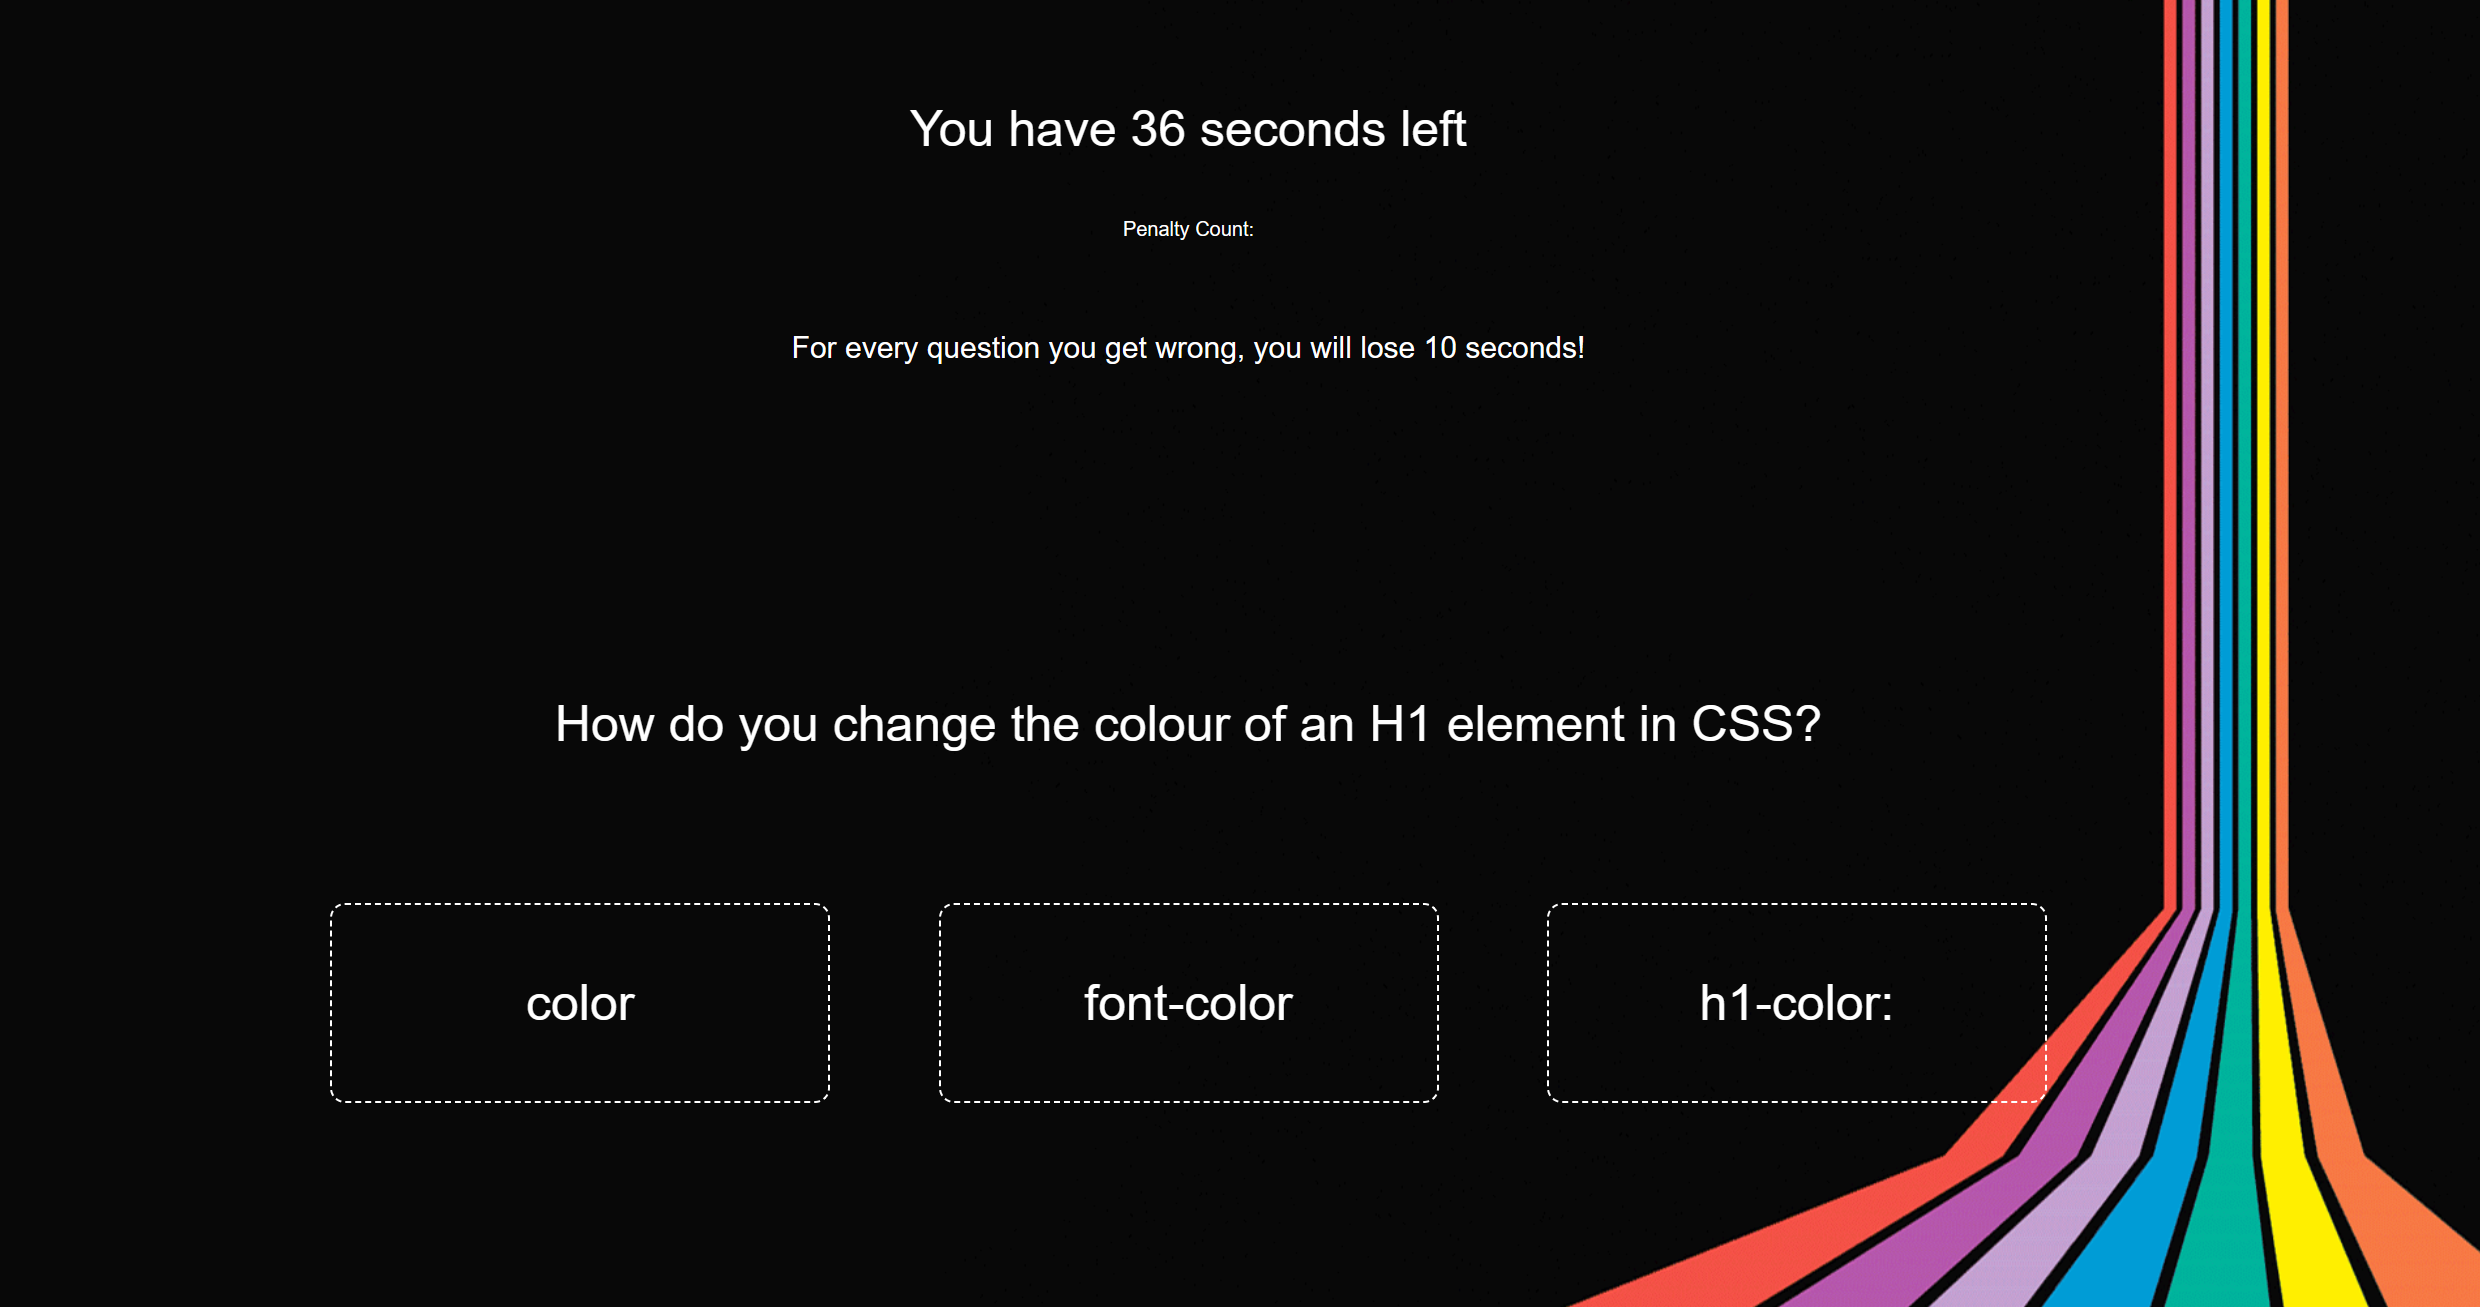 You have 36 seconds left
Penalty Count:
For every question you get wrong, you will lose 10 seconds!
How do you change the colour of an H1 element in CSS?
color
font-color
h1-color: